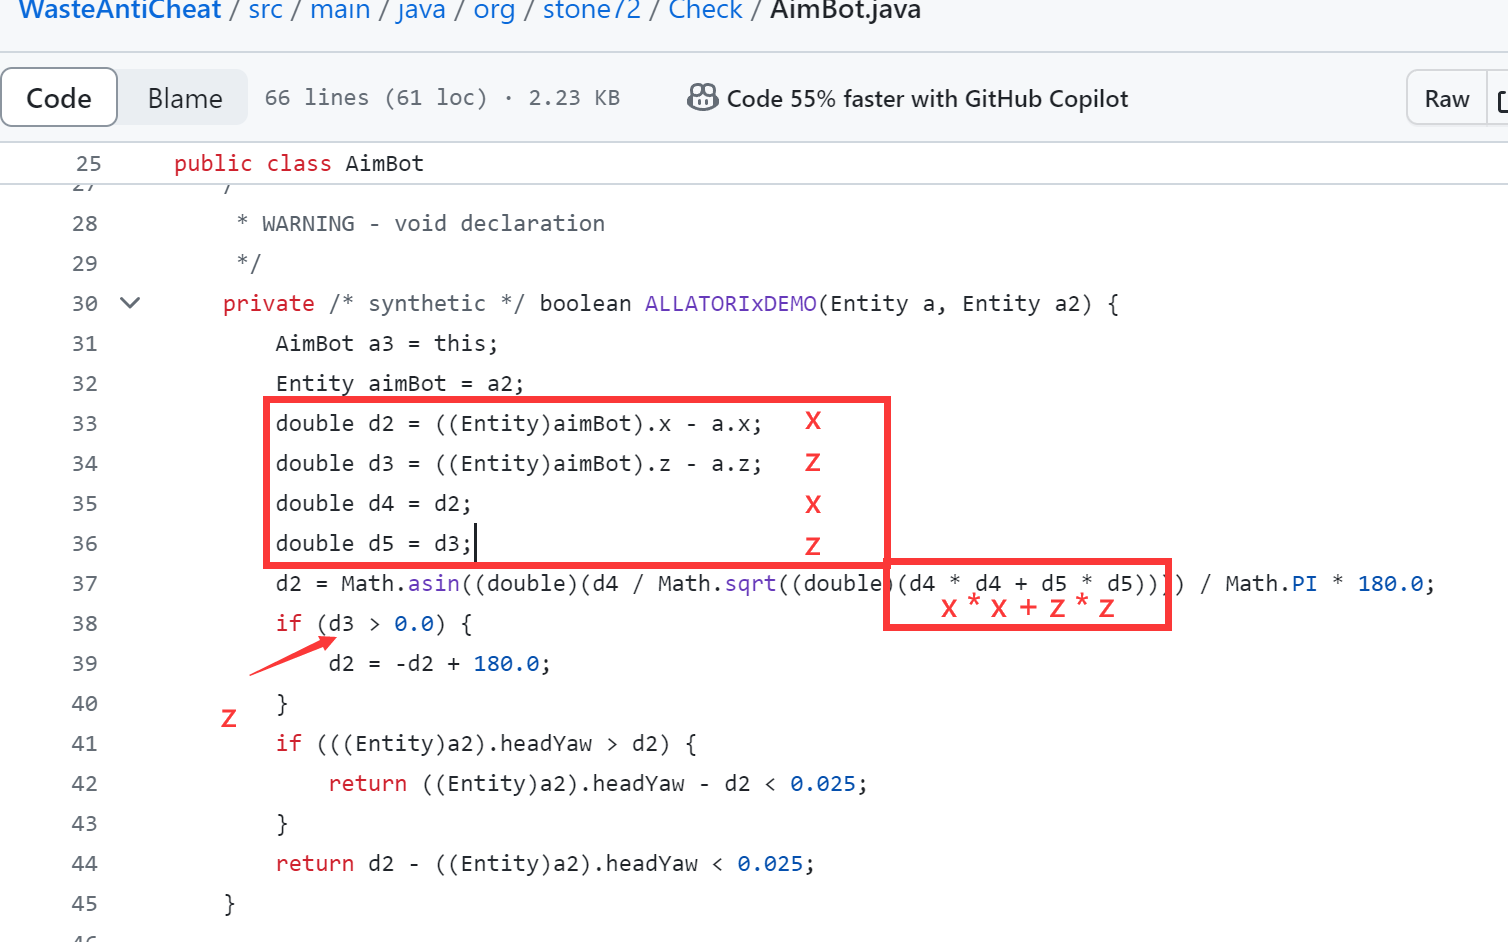 WasteAntiCheat / src / main / java / org / stone72 / Check / AimBot.java
Code Blame 66 lines (61 loc) · 2.23 KB Code 55% faster with GitHub Copilot Raw
25 public class AimBot
27 /
28 * WARNING - void declaration
29 */
30 private /* synthetic */ boolean ALLATORIxDEMO(Entity a, Entity a2) {
31 AimBot a3 = this;
32 Entity aimBot = a2;
33 double d2 = ((Entity)aimBot).x - a.x; x
34 double d3 = ((Entity)aimBot).z - a.z; z
35 double d4 = d2; x
36 double d5 = d3; z
37 d2 = Math.asin((double)(d4 / Math.sqrt((double)(d4 * d4 + d5 * d5)))) / Math.PI * 180.0;
x * x + z * z
38 if (d3 > 0.0) {
39 d2 = -d2 + 180.0;
40 }
z
41 if (((Entity)a2).headYaw > d2) {
42 return ((Entity)a2).headYaw - d2 < 0.025;
43 }
44 return d2 - ((Entity)a2).headYaw < 0.025;
45 }
46